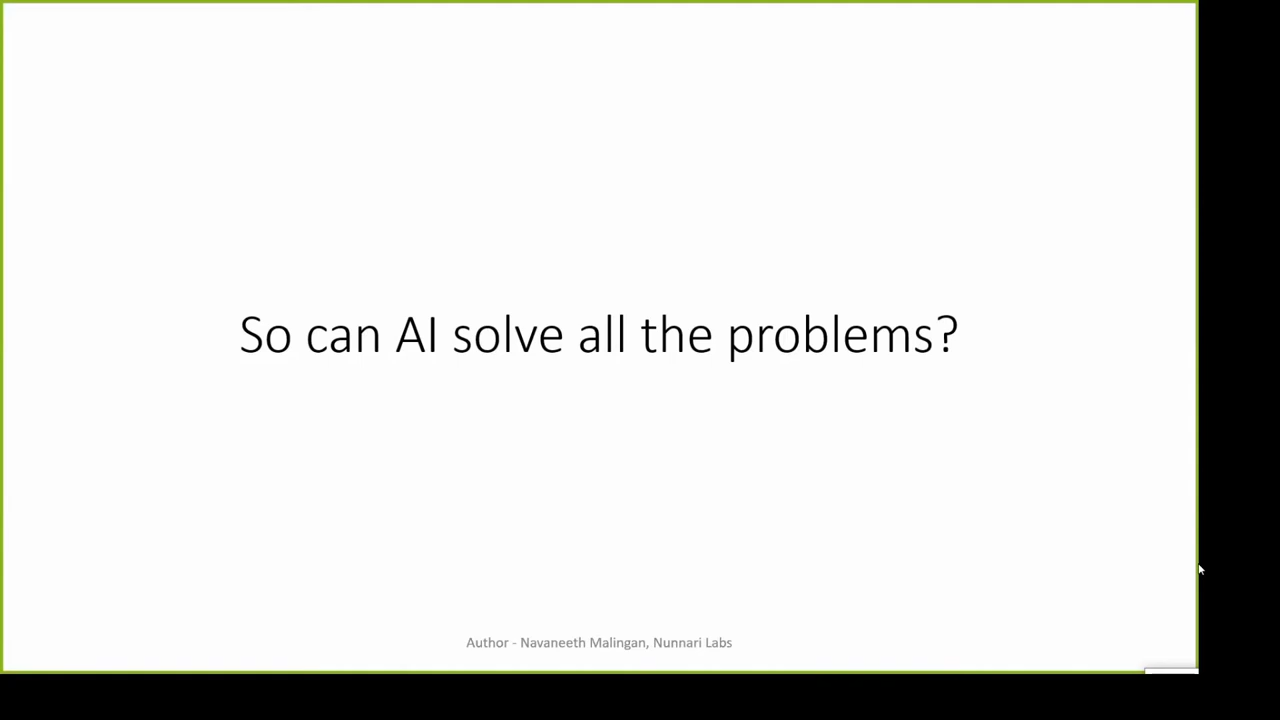 So can AI solve all the problems?
Author - Navaneeth Malingan, Nunnari Labs